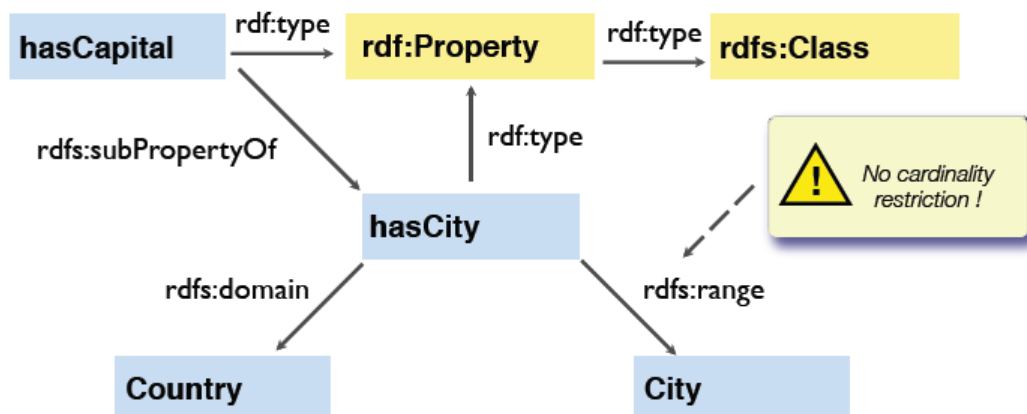 hasCapital
rdf:type
rdf:Property
rdf:type
rdfs:Class
rdfs:subPropertyOf
rdf:type
No cardinality
restriction !
hasCity
rdfs:domain
rdfs:range
Country
City